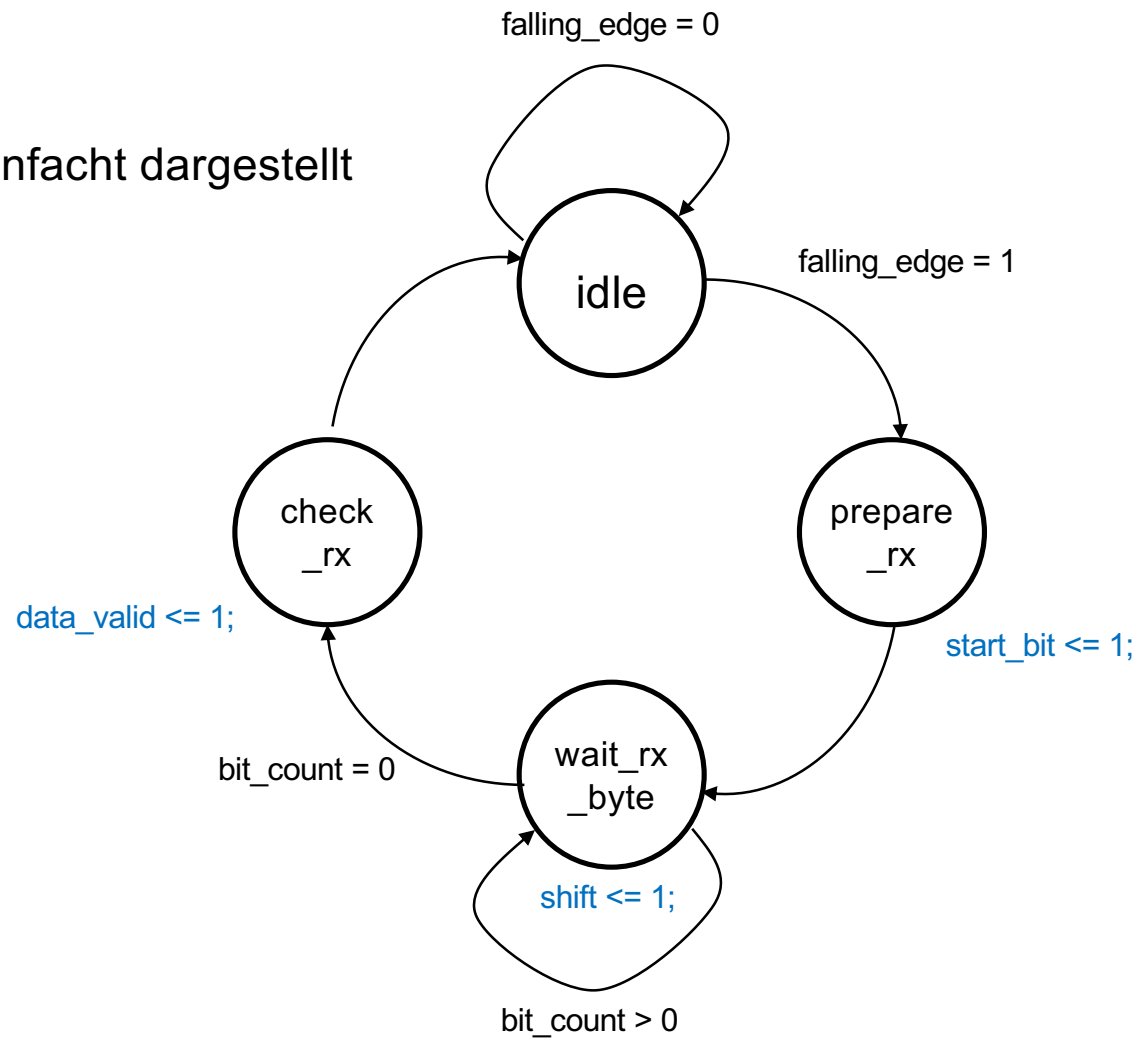 falling_edge = 0
nfacht dargestellt
falling_edge = 1
idle
check
_rx
prepare
_rx
data_valid <= 1;
start_bit <= 1;
wait_rx
_byte
bit_count = 0
shift <= 1;
bit_count > 0